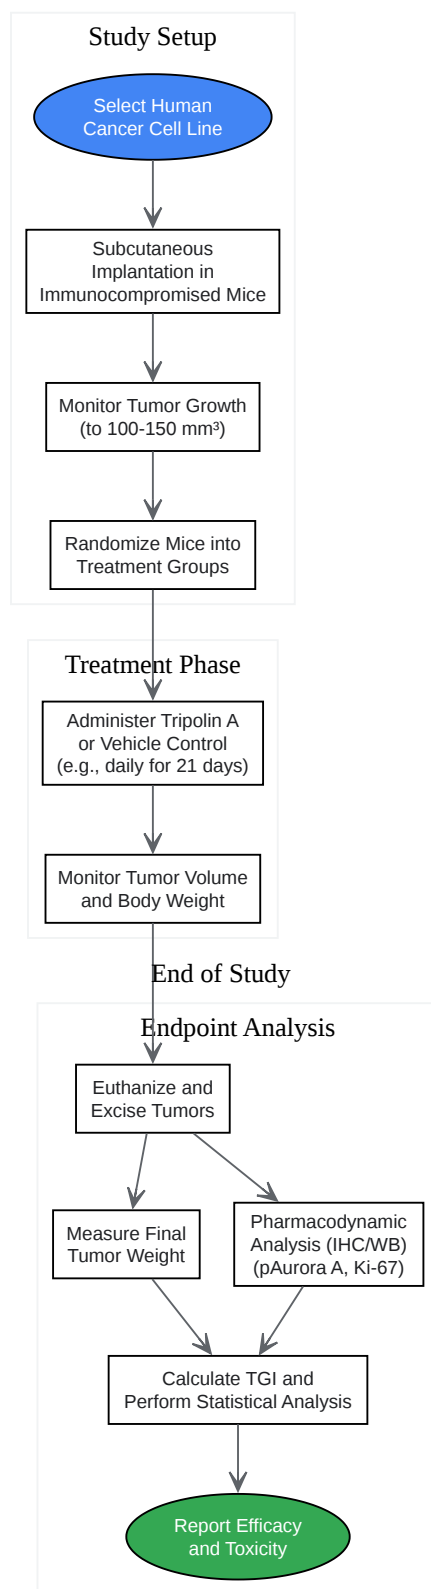 Study Setup
Select Human
Cancer Cell Line
Subcutaneous
Implantation in
Immunocompromised Mice
Monitor Tumor Growth
(to 100-150 mm³)
Randomize Mice into
Treatment Groups
Treatment Phase
Administer Tripolin A
or Vehicle Control
(e.g., daily for 21 days)
Monitor Tumor Volume
and Body Weight
End of Study
Endpoint Analysis
Euthanize and
Excise Tumors
Measure Final
Tumor Weight
Pharmacodynamic
Analysis (IHC/WB)
(pAurora A, Ki-67)
Calculate TGI and
Perform Statistical Analysis
Report Efficacy
and Toxicity